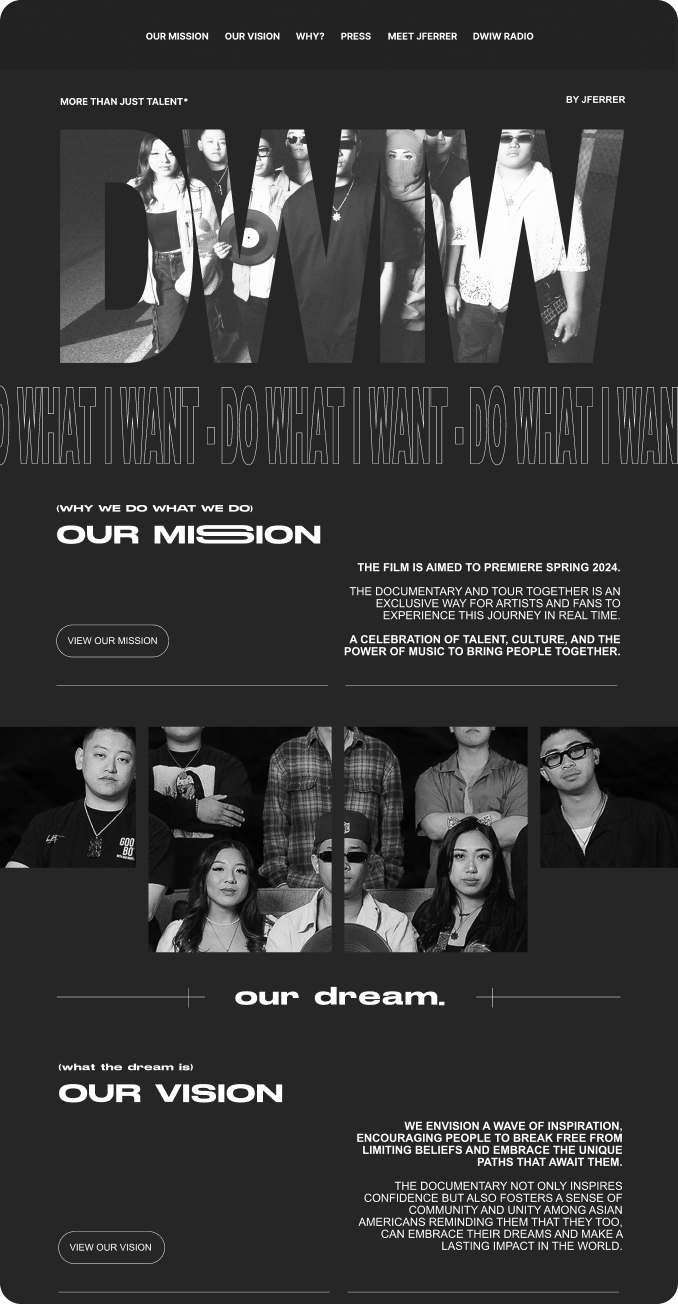 OUR MISSION OUR VISION WHY? PRESS MEET JFERRER DWIW RADIO
MORE THAN JUST TALENT*
BY JFERRER
DWIW
DO WHAT I WANT · DO WHAT I WANT · DO WHAT I WANT
(WHY WE DO WHAT WE DO)
OUR MISSION
THE FILM IS AIMED TO PREMIERE SPRING 2024.
THE DOCUMENTARY AND TOUR TOGETHER IS AN
EXCLUSIVE WAY FOR ARTISTS AND FANS TO
EXPERIENCE THIS JOURNEY IN REAL TIME.
A CELEBRATION OF TALENT, CULTURE, AND THE
POWER OF MUSIC TO BRING PEOPLE TOGETHER.
VIEW OUR MISSION
GOO
BO
our dream.
(what the dream is)
OUR VISION
WE ENVISION A WAVE OF INSPIRATION,
ENCOURAGING PEOPLE TO BREAK FREE FROM
LIMITING BELIEFS AND EMBRACE THE UNIQUE
PATHS THAT AWAIT THEM.
THE DOCUMENTARY NOT ONLY INSPIRES
CONFIDENCE BUT ALSO FOSTERS A SENSE OF
COMMUNITY AND UNITY AMONG ASIAN
AMERICANS REMINDING THEM THAT THEY TOO,
CAN EMBRACE THEIR DREAMS AND MAKE A
LASTING IMPACT IN THE WORLD.
VIEW OUR VISION